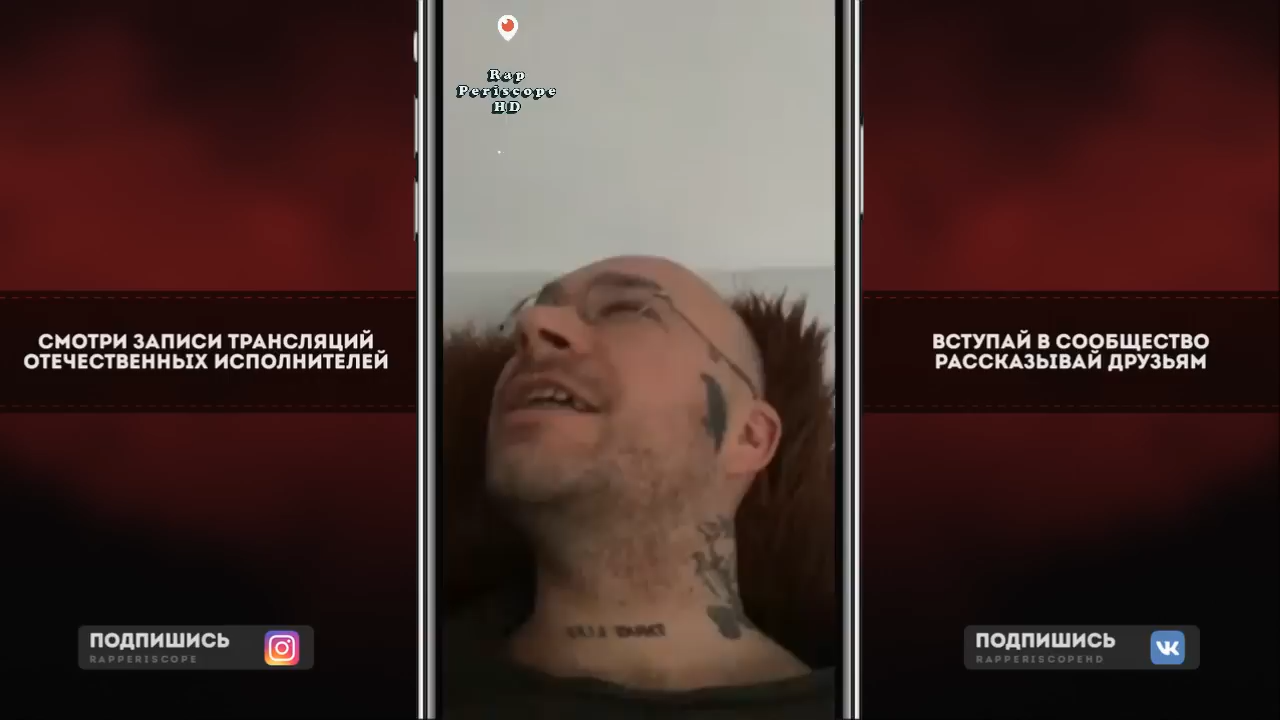 Rap
Periscope
HD
СМОТРИ ЗАПИСИ ТРАНСЛЯЦИЙ
ОТЕЧЕСТВЕННЫХ ИСПОЛНИТЕЛЕЙ
ВСТУПАЙ В СООБЩЕСТВО
РАССКАЗЫВАЙ ДРУЗЬЯМ
ПОДПИШИСЬ
RAPPERISCOPE
ПОДПИШИСЬ
RAPPERISCOPEHD